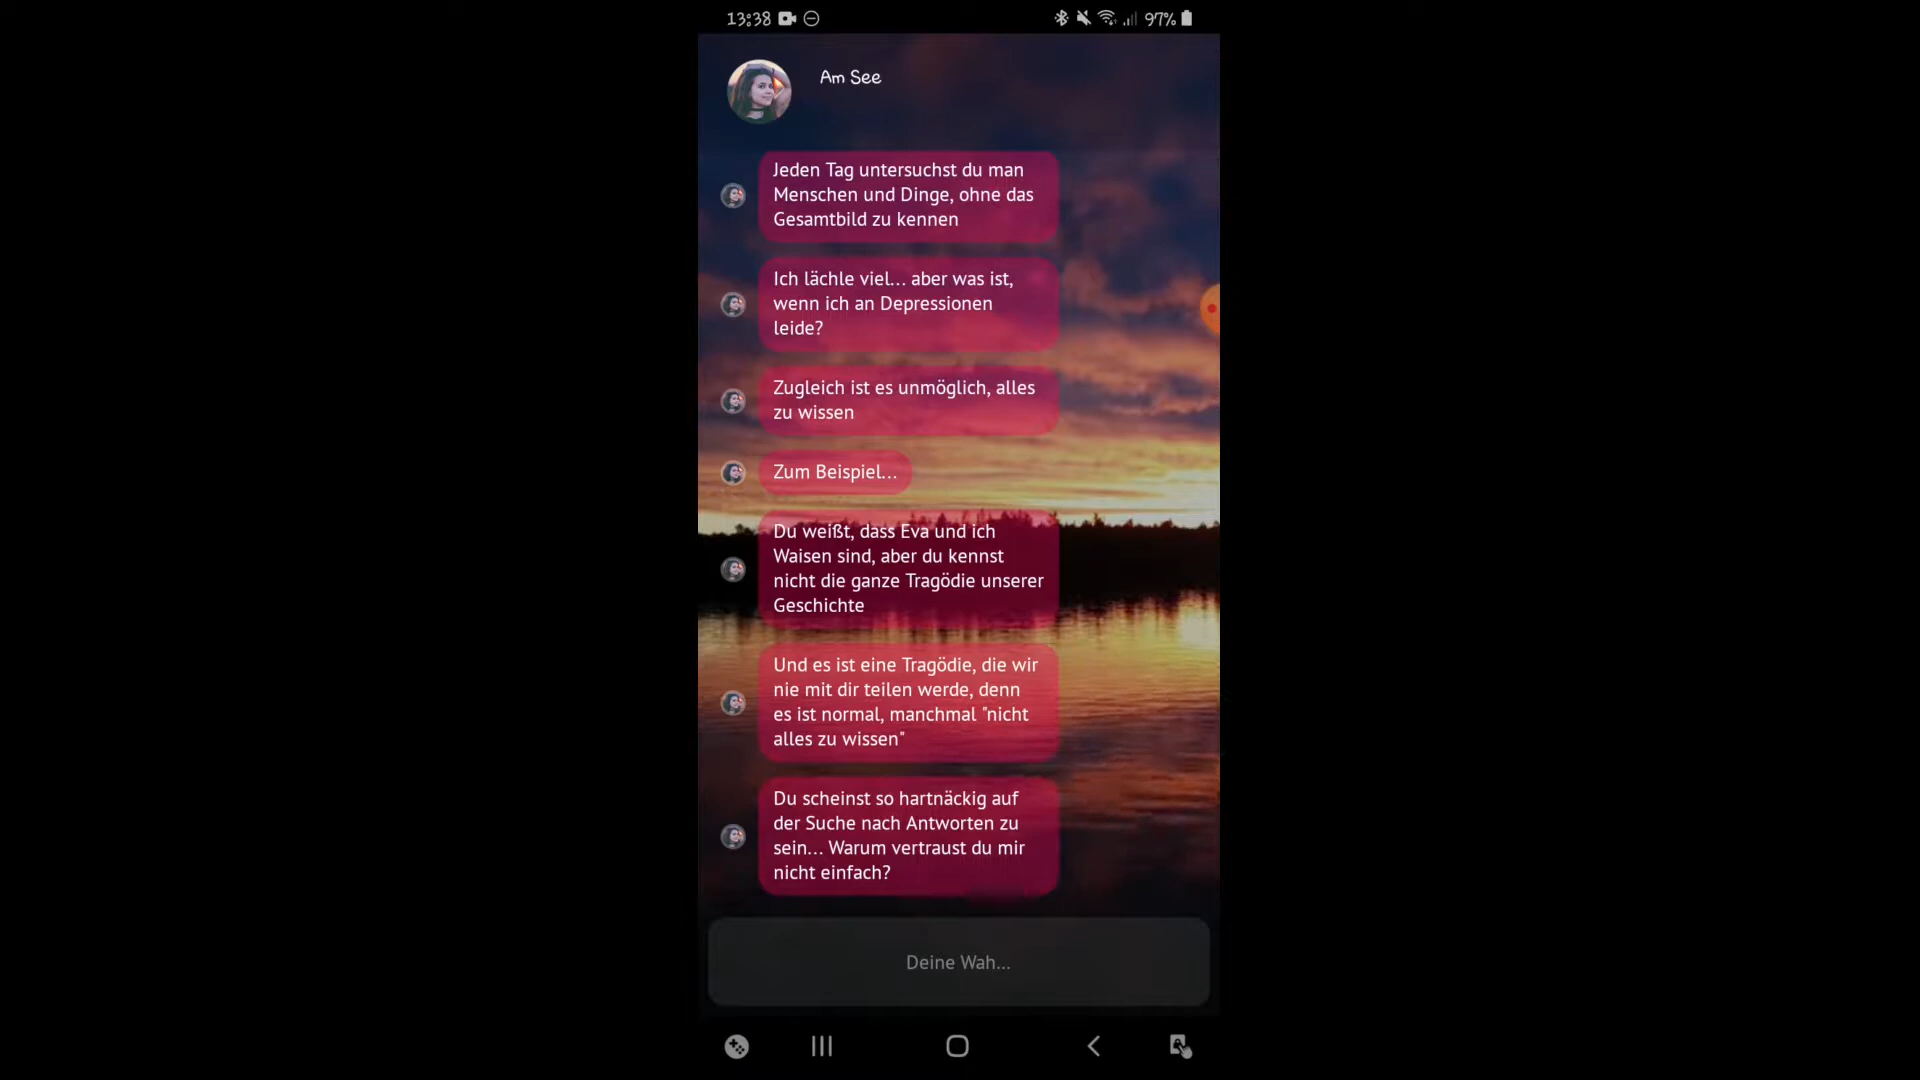 13:38
97%
Am See
Jeden Tag untersuchst du man
Menschen und Dinge, ohne das
Gesamtbild zu kennen
Ich lächle viel... aber was ist,
wenn ich an Depressionen
leide?
Zugleich ist es unmöglich, alles
zu wissen
Zum Beispiel...
Du weißt, dass Eva und ich
Waisen sind, aber du kennst
nicht die ganze Tragödie unserer
Geschichte
Und es ist eine Tragödie, die wir
nie mit dir teilen werde, denn
es ist normal, manchmal "nicht
alles zu wissen"
Du scheinst so hartnäckig auf
der Suche nach Antworten zu
sein... Warum vertraust du mir
nicht einfach?
Deine Wah...